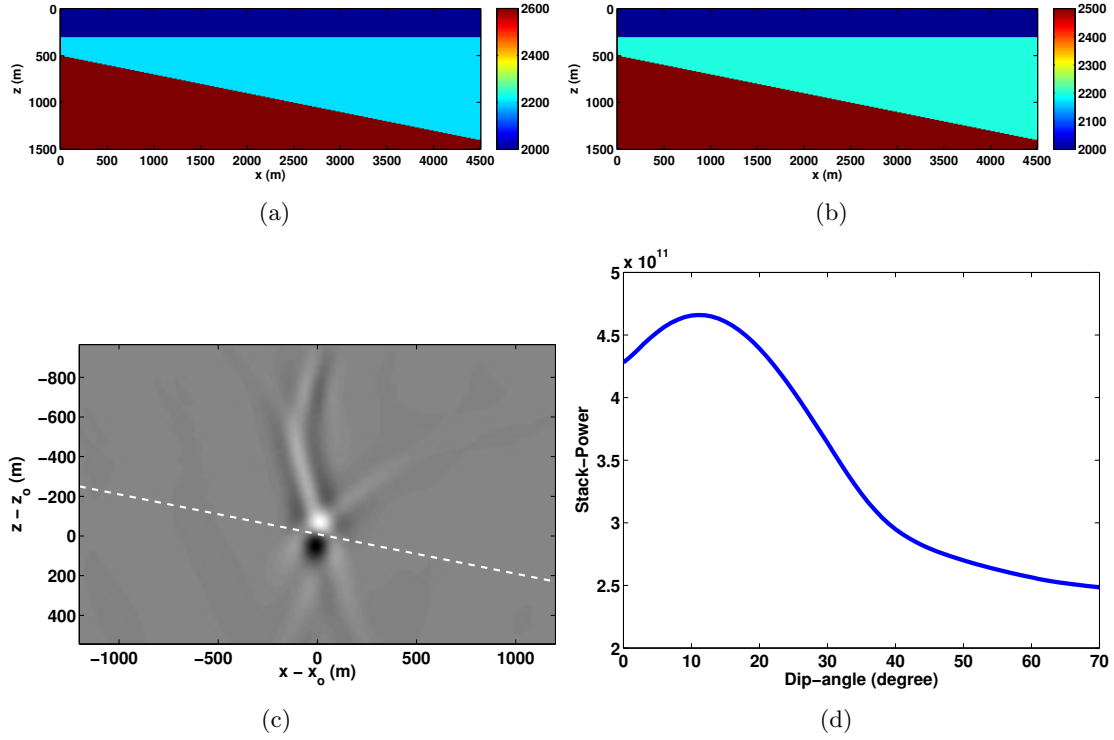 0
500
1000
1500
z (m)
0 500 1000 1500 2000 2500 3000 3500 4000 4500
x (m)
2600
2400
2200
2000
(a)
0
500
1000
1500
z (m)
0 500 1000 1500 2000 2500 3000 3500 4000 4500
x (m)
2500
2400
2300
2200
2100
2000
(b)
−800
−600
−400
−200
0
200
400
z − z_o (m)
−1000 −500 0 500 1000
x − x_o (m)
(c)
x 10^11
5
4.5
4
3.5
3
2.5
2
Stack−Power
0 10 20 30 40 50 60 70
Dip−angle (degree)
(d)